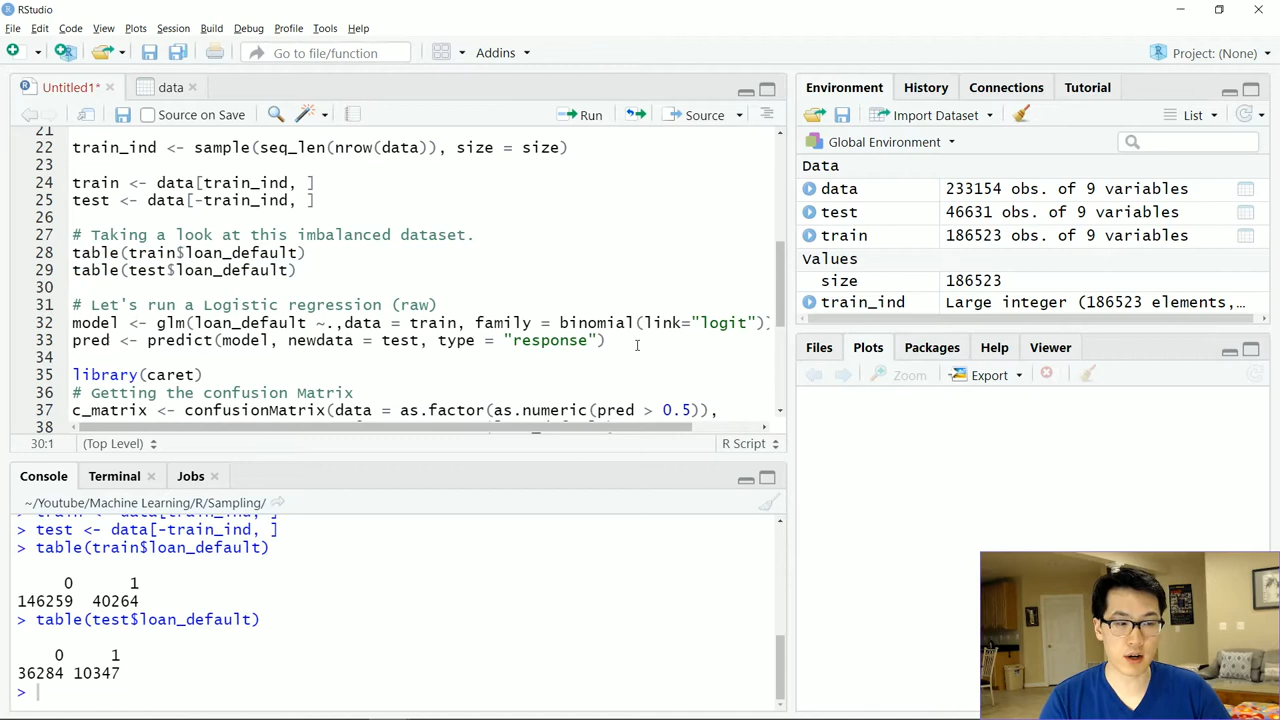 RStudio
File Edit Code View Plots Session Build Debug Profile Tools Help
Go to file/function Addins Project: (None)
Untitled1* data
Source on Save Run Source
21
22 train_ind <- sample(seq_len(nrow(data)), size = size)
23
24 train <- data[train_ind, ]
25 test <- data[-train_ind, ]
26
27 # Taking a look at this imbalanced dataset.
28 table(train$loan_default)
29 table(test$loan_default)
30
31 # Let's run a Logistic regression (raw)
32 model <- glm(loan_default ~.,data = train, family = binomial(link="logit"))
33 pred <- predict(model, newdata = test, type = "response")
34
35 library(caret)
36 # Getting the confusion Matrix
37 c_matrix <- confusionMatrix(data = as.factor(as.numeric(pred > 0.5)),
38
30:1 (Top Level) R Script
Console Terminal Jobs
~/Youtube/Machine Learning/R/Sampling/
> train <- data[train_ind, ]
> test <- data[-train_ind, ]
> table(train$loan_default)
0 1
146259 40264
> table(test$loan_default)
0 1
36284 10347
>
Environment History Connections Tutorial
Import Dataset List
Global Environment
Data
data 233154 obs. of 9 variables
test 46631 obs. of 9 variables
train 186523 obs. of 9 variables
Values
size 186523
train_ind Large integer (186523 elements,…
Files Plots Packages Help Viewer
Zoom Export